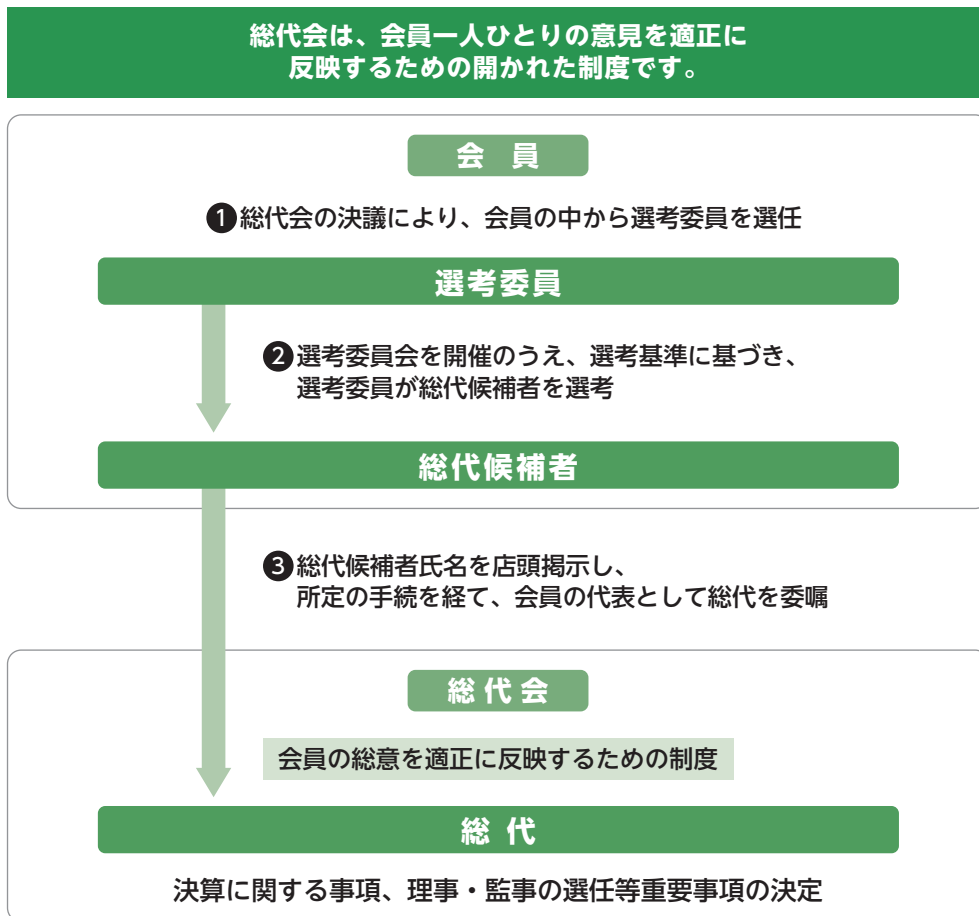 総代会は、会員一人ひとりの意見を適正に
反映するための開かれた制度です。
会 員
❶総代会の決議により、会員の中から選考委員を選任
選考委員
❷選考委員会を開催のうえ、選考基準に基づき、
選考委員が総代候補者を選考
総代候補者
❸総代候補者氏名を店頭掲示し、
所定の手続を経て、会員の代表として総代を委嘱
総代会
会員の総意を適正に反映するための制度
総 代
決算に関する事項、理事・監事の選任等重要事項の決定